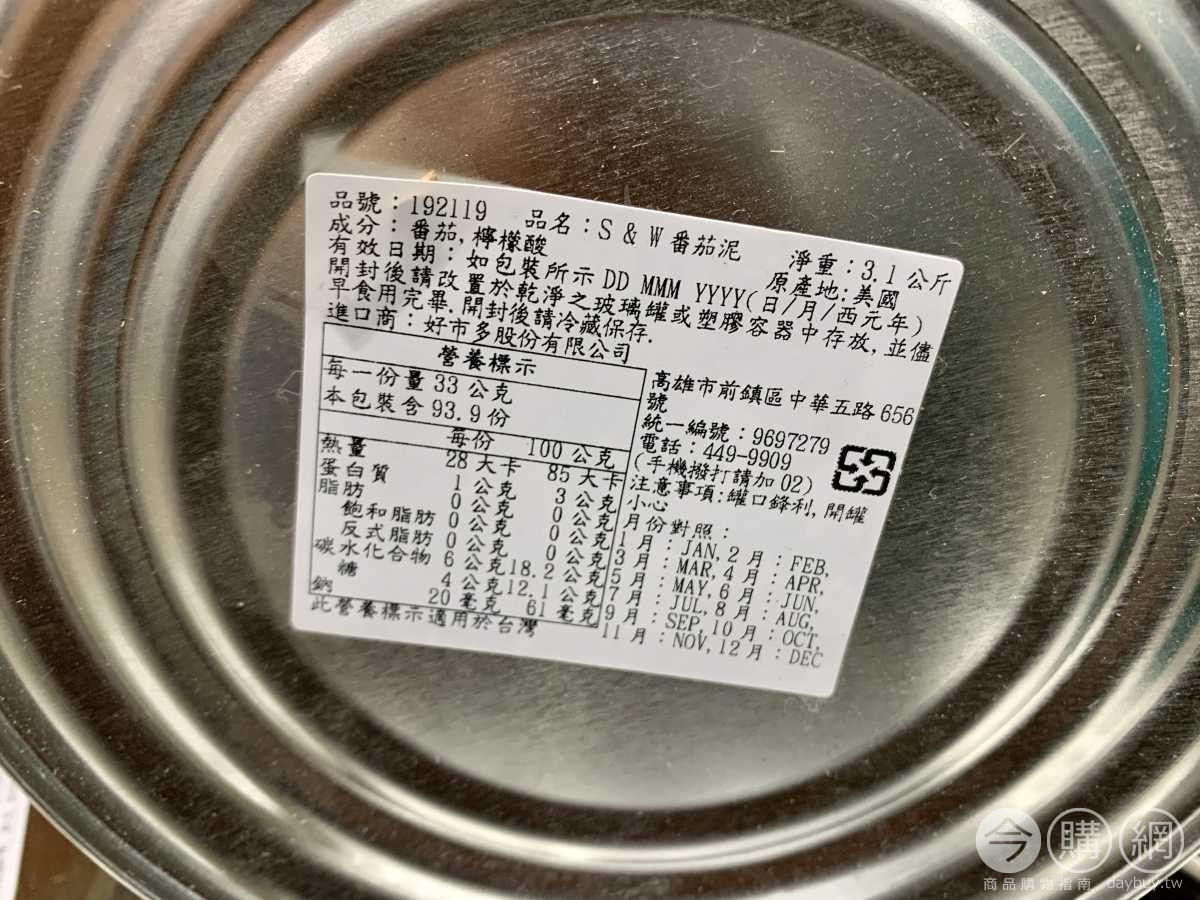 品號：192119 品名：S & W 番茄泥 淨重：3.1 公斤
成分：番茄, 檸檬酸 原產地:美國
有效日期：如包裝所示 DD MMM YYYY(日/月/西元年)
開封後請改置於乾淨之玻璃罐或塑膠容器中存放, 並儘
早食用完畢. 開封後請冷藏保存.
進口商：好市多股份有限公司
營養標示
每一份量 33 公克
本包裝含 93.9 份
每份 100 公克
熱量 28 大卡 85 大卡
蛋白質 1 公克 3 公克
脂肪 0 公克 0 公克
飽和脂肪 0 公克 0 公克
反式脂肪 0 公克 0 公克
碳水化合物 6 公克 18.2 公克
糖 4 公克 12.1 公克
鈉 20 毫克 61 毫克
此營養標示適用於台灣
高雄市前鎮區中華五路 656
號
統一編號：9697279
電話：449-9909
(手機撥打請加 02)
注意事項:罐口鋒利, 開罐
小心
月份對照：
1 月：JAN, 2 月：FEB,
3 月：MAR, 4 月：APR,
5 月：MAY, 6 月：JUN,
7 月：JUL, 8 月：AUG,
9 月：SEP, 10 月：OCT,
11 月：NOV, 12 月：DEC
今購網
商品購物指南 daybuy.tw